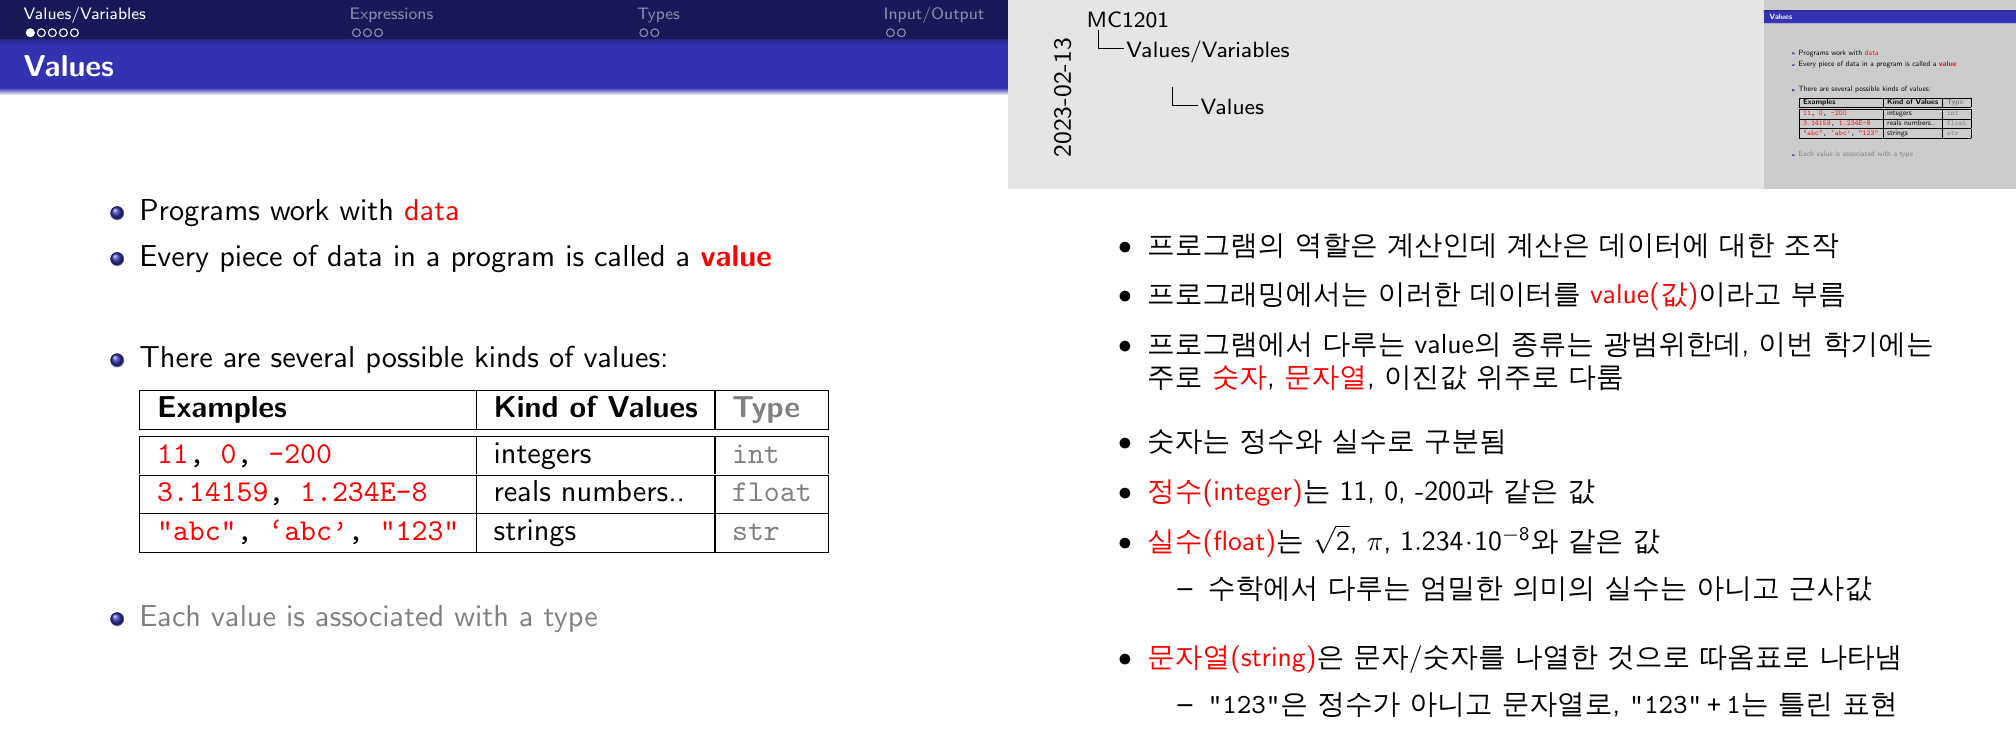 Values/Variables Expressions Types Input/Output
Values
Programs work with data
Every piece of data in a program is called a value
There are several possible kinds of values:
Examples Kind of Values Type
11, 0, -200 integers int
3.14159, 1.234E-8 reals numbers.. float
"abc", ‘abc’, "123" strings str
Each value is associated with a type
2023-02-13
MC1201
Values/Variables
Values
Values
Programs work with data
Every piece of data in a program is called a value
There are several possible kinds of values:
Examples Kind of Values Type
11, 0, -200 integers int
3.14159, 1.234E-8 reals numbers.. float
"abc", ‘abc’, "123" strings str
Each value is associated with a type
• 프로그램의 역할은 계산인데 계산은 데이터에 대한 조작
• 프로그래밍에서는 이러한 데이터를 value(값)이라고 부름
• 프로그램에서 다루는 value의 종류는 광범위한데, 이번 학기에는
주로 숫자, 문자열, 이진값 위주로 다룸
• 숫자는 정수와 실수로 구분됨
• 정수(integer)는 11, 0, -200과 같은 값
• 실수(float)는 √2, π, 1.234·10⁻⁸와 같은 값
– 수학에서 다루는 엄밀한 의미의 실수는 아니고 근사값
• 문자열(string)은 문자/숫자를 나열한 것으로 따옴표로 나타냄
– "123"은 정수가 아니고 문자열로, "123" + 1는 틀린 표현